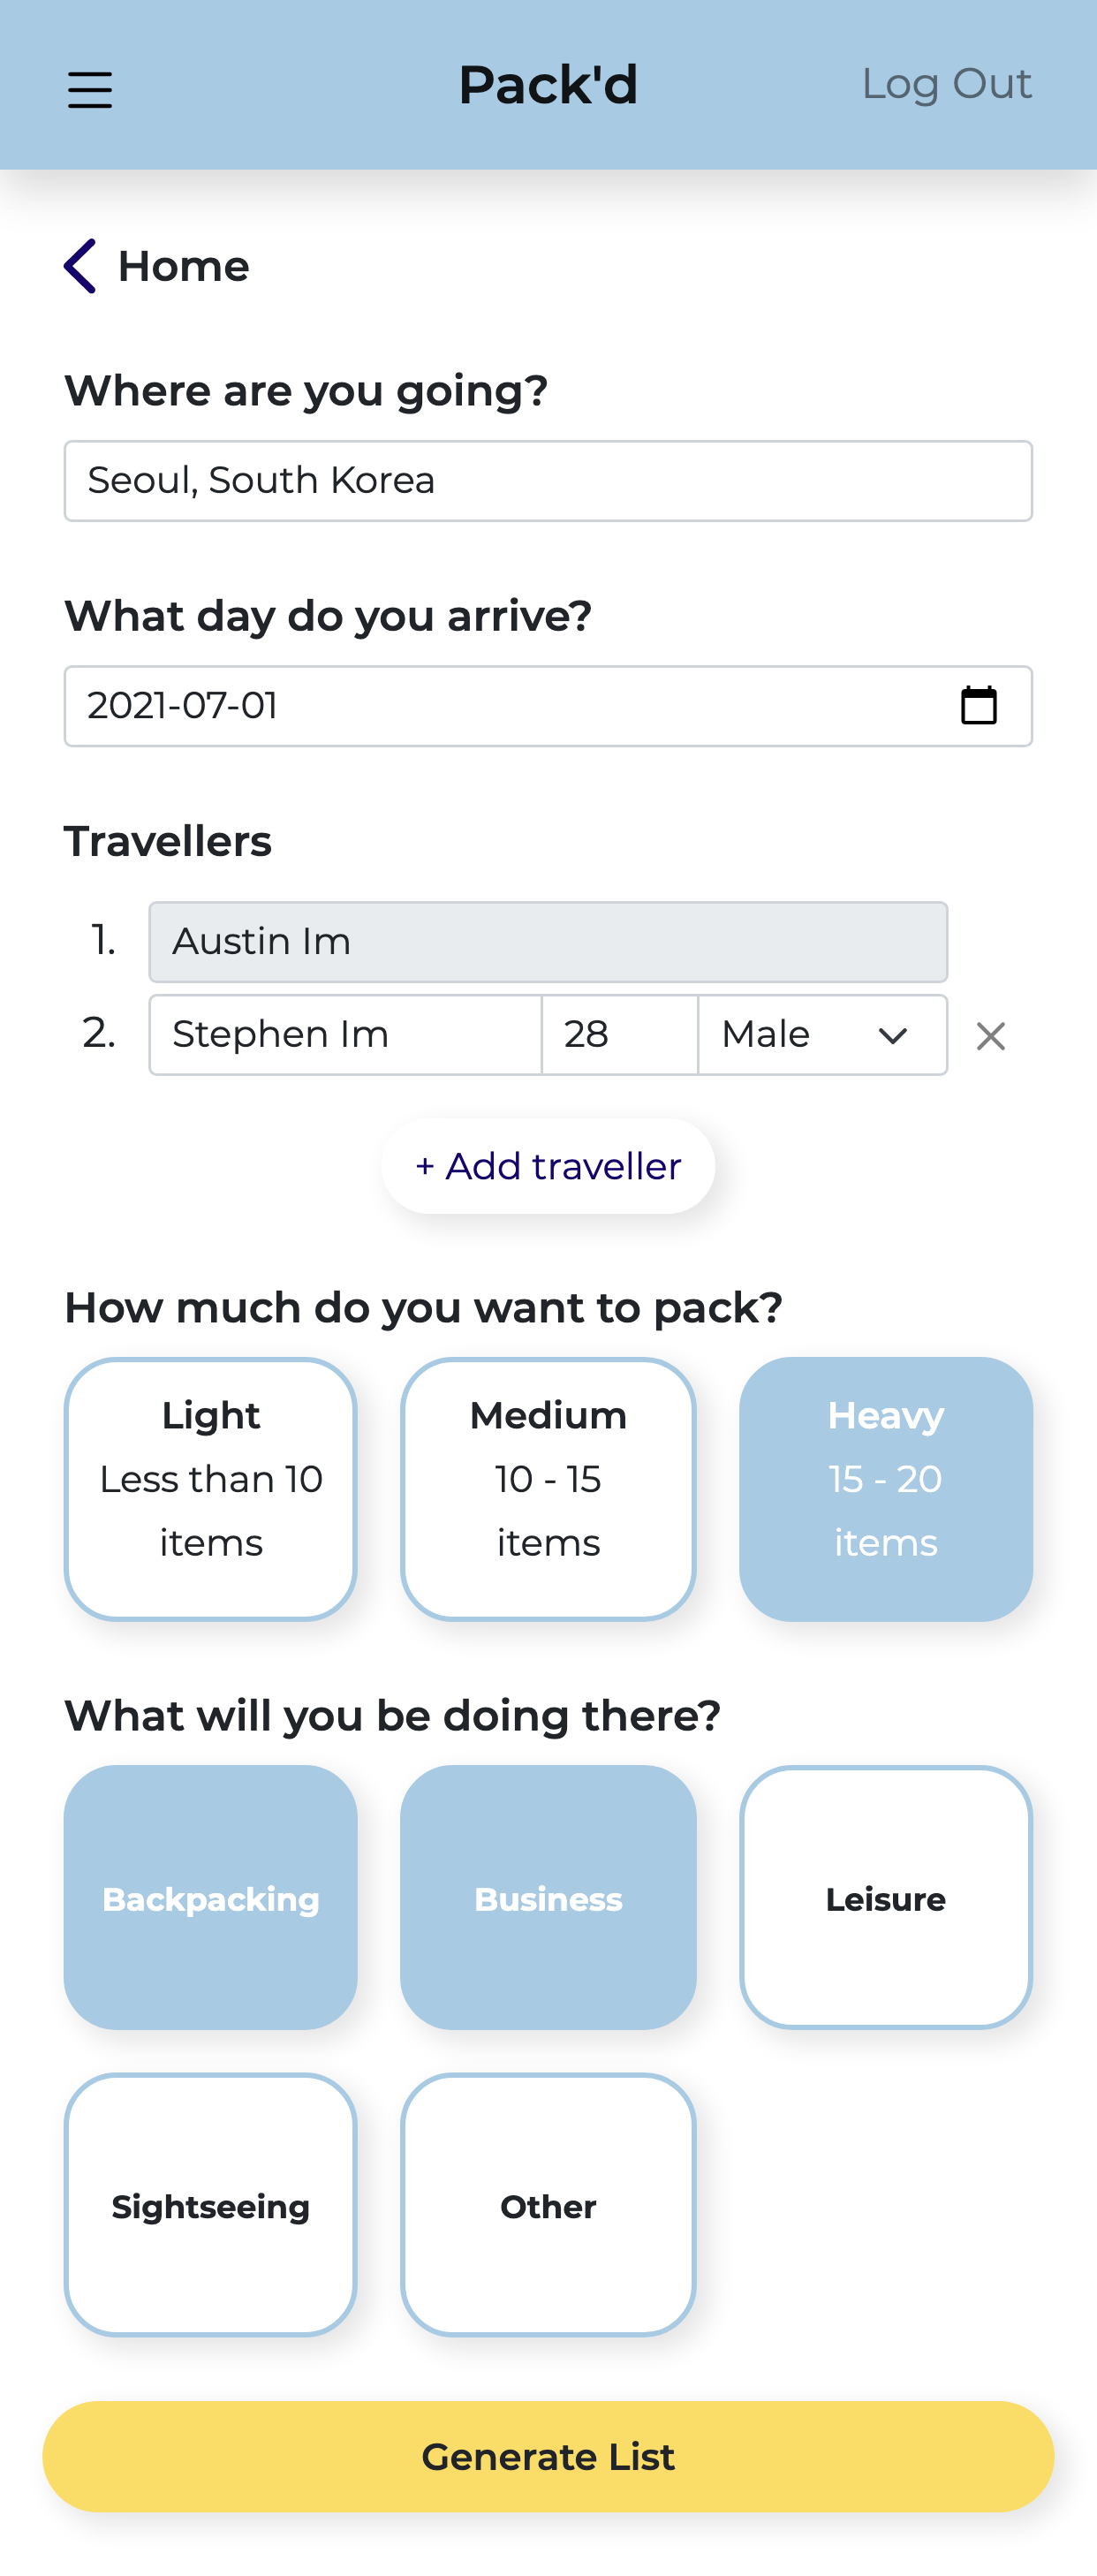 Pack'd
Log Out
Home
Where are you going?
Seoul, South Korea
What day do you arrive?
2021-07-01
Travellers
1. Austin Im
2. Stephen Im 28 Male
+ Add traveller
How much do you want to pack?
Light
Less than 10
items
Medium
10 - 15
items
Heavy
15 - 20
items
What will you be doing there?
Backpacking
Business
Leisure
Sightseeing
Other
Generate List